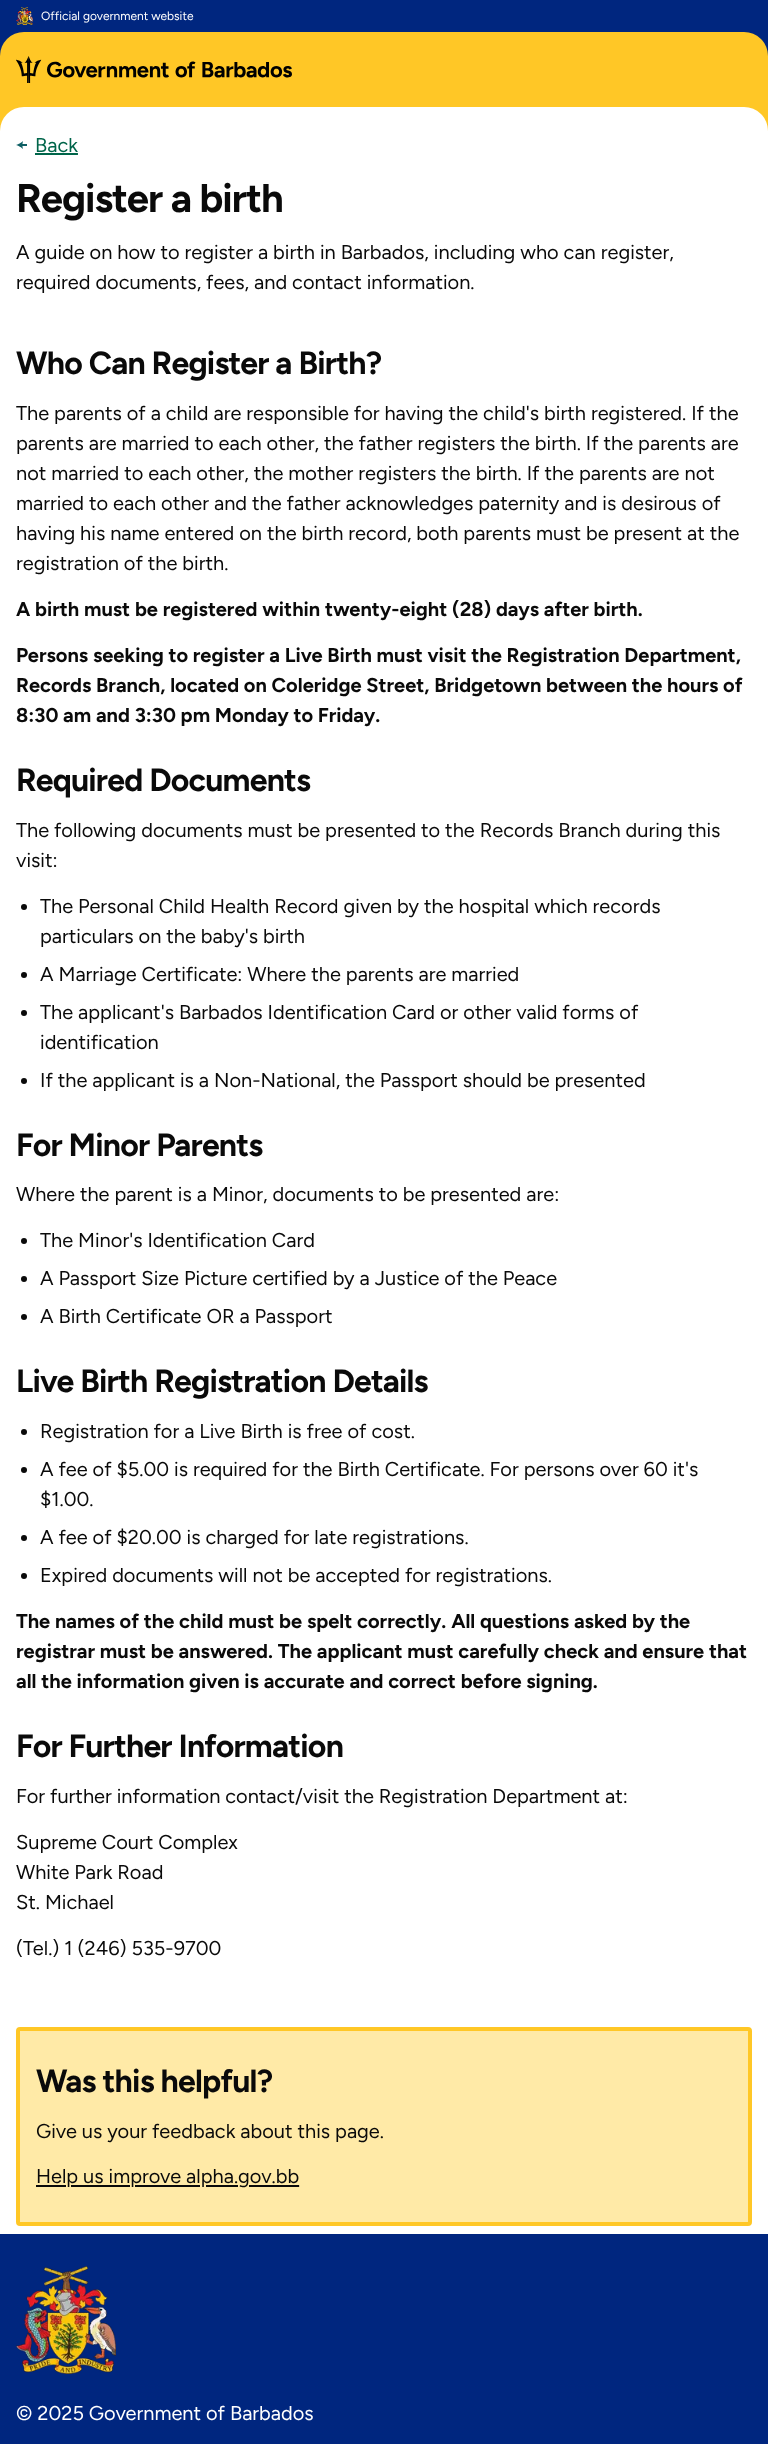 Official government website
Government of Barbados
Back
Register a birth
A guide on how to register a birth in Barbados, including who can register,
required documents, fees, and contact information.
Who Can Register a Birth?
The parents of a child are responsible for having the child's birth registered. If the
parents are married to each other, the father registers the birth. If the parents are
not married to each other, the mother registers the birth. If the parents are not
married to each other and the father acknowledges paternity and is desirous of
having his name entered on the birth record, both parents must be present at the
registration of the birth.
A birth must be registered within twenty-eight (28) days after birth.
Persons seeking to register a Live Birth must visit the Registration Department,
Records Branch, located on Coleridge Street, Bridgetown between the hours of
8:30 am and 3:30 pm Monday to Friday.
Required Documents
The following documents must be presented to the Records Branch during this
visit:
• The Personal Child Health Record given by the hospital which records
particulars on the baby's birth
• A Marriage Certificate: Where the parents are married
• The applicant's Barbados Identification Card or other valid forms of
identification
• If the applicant is a Non-National, the Passport should be presented
For Minor Parents
Where the parent is a Minor, documents to be presented are:
• The Minor's Identification Card
• A Passport Size Picture certified by a Justice of the Peace
• A Birth Certificate OR a Passport
Live Birth Registration Details
• Registration for a Live Birth is free of cost.
• A fee of $5.00 is required for the Birth Certificate. For persons over 60 it's
$1.00.
• A fee of $20.00 is charged for late registrations.
• Expired documents will not be accepted for registrations.
The names of the child must be spelt correctly. All questions asked by the
registrar must be answered. The applicant must carefully check and ensure that
all the information given is accurate and correct before signing.
For Further Information
For further information contact/visit the Registration Department at:
Supreme Court Complex
White Park Road
St. Michael
(Tel.) 1 (246) 535-9700
Was this helpful?
Give us your feedback about this page.
Help us improve alpha.gov.bb
PRIDE AND INDUSTRY
© 2025 Government of Barbados